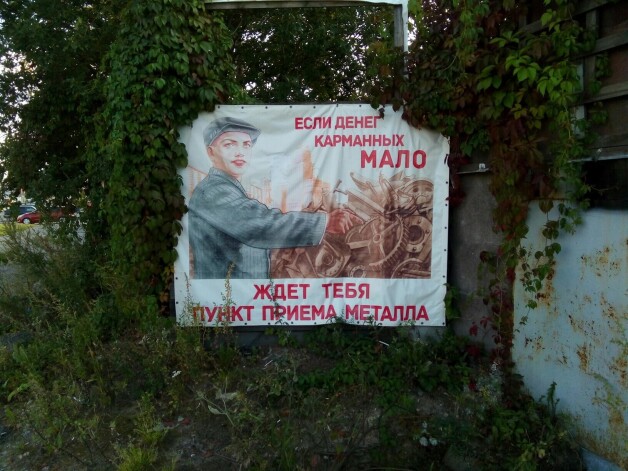 ЕСЛИ ДЕНЕГ
КАРМАННЫХ
МАЛО
ЖДЕТ ТЕБЯ
ПУНКТ ПРИЕМА МЕТАЛЛА